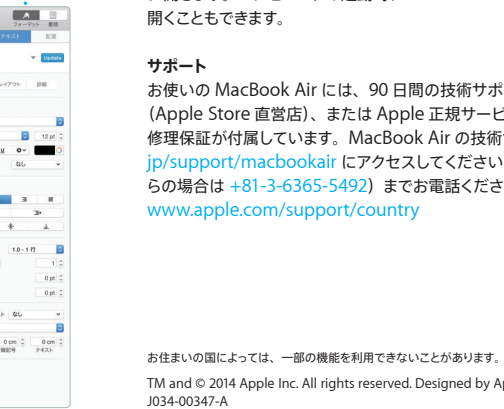 フォーマット 書類
テキスト 配置
Update
レイアウト 詳細
12 pt
U
なし
1.0 - 1 行
1
0 pt
0 pt
ト なし
0 cm 0 cm
テキスト
開くこともできます。
サポート
お使いの MacBook Air には、90 日間の技術サポ
（Apple Store 直営店）、または Apple 正規サービ
修理保証が付属しています。MacBook Air の技術
jp/support/macbookair にアクセスしてください
らの場合は +81-3-6365-5492）までお電話くださ
www.apple.com/support/country
お住まいの国によっては、一部の機能を利用できないことがあります。
TM and © 2014 Apple Inc. All rights reserved. Designed by Ap
J034-00347-A